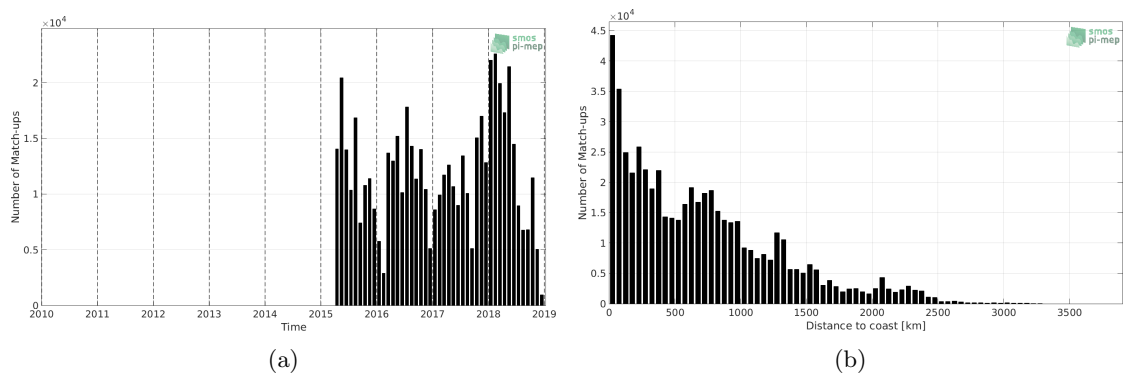 ×10⁴
smos
pi-mep
2
1.5
1
0.5
0
Number of Match-ups
2010 2011 2012 2013 2014 2015 2016 2017 2018 2019
Time
(a)
×10⁴
smos
pi-mep
4.5
4
3.5
3
2.5
2
1.5
1
0.5
0
Number of Match-ups
0 500 1000 1500 2000 2500 3000 3500
Distance to coast [km]
(b)